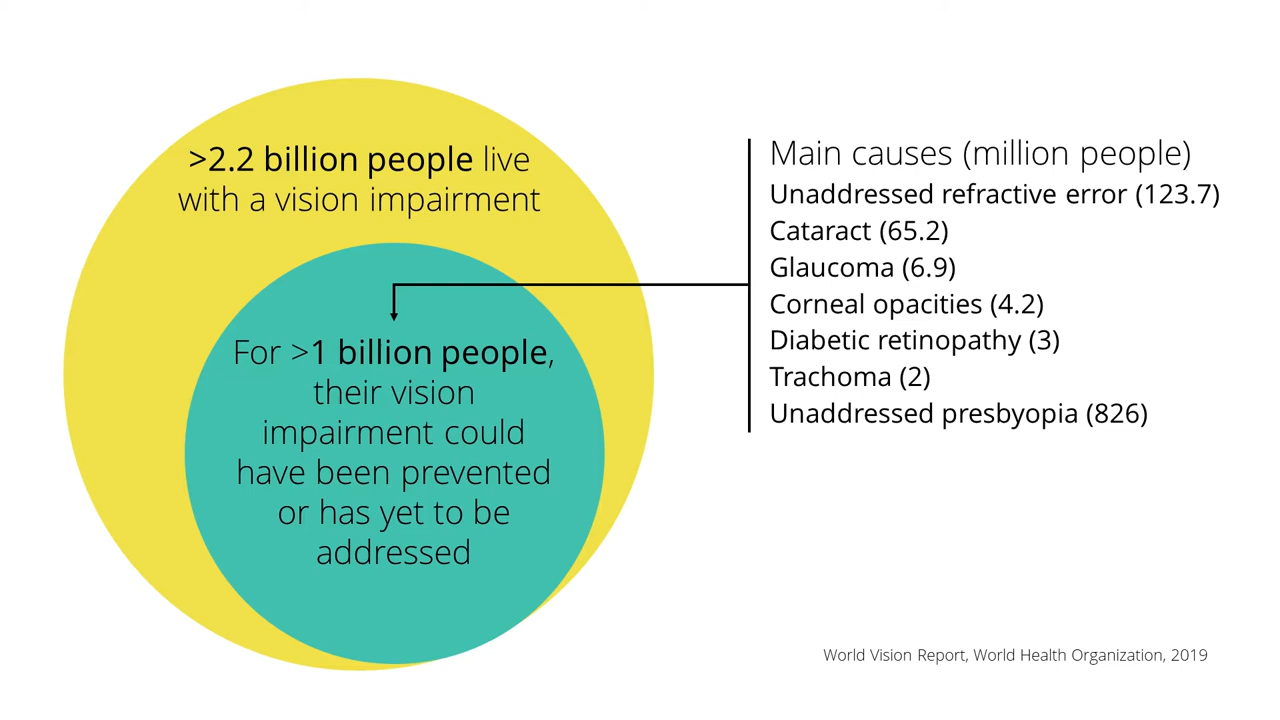 >2.2 billion people live
with a vision impairment
For >1 billion people,
their vision
impairment could
have been prevented
or has yet to be
addressed
Main causes (million people)
Unaddressed refractive error (123.7)
Cataract (65.2)
Glaucoma (6.9)
Corneal opacities (4.2)
Diabetic retinopathy (3)
Trachoma (2)
Unaddressed presbyopia (826)
World Vision Report, World Health Organization, 2019